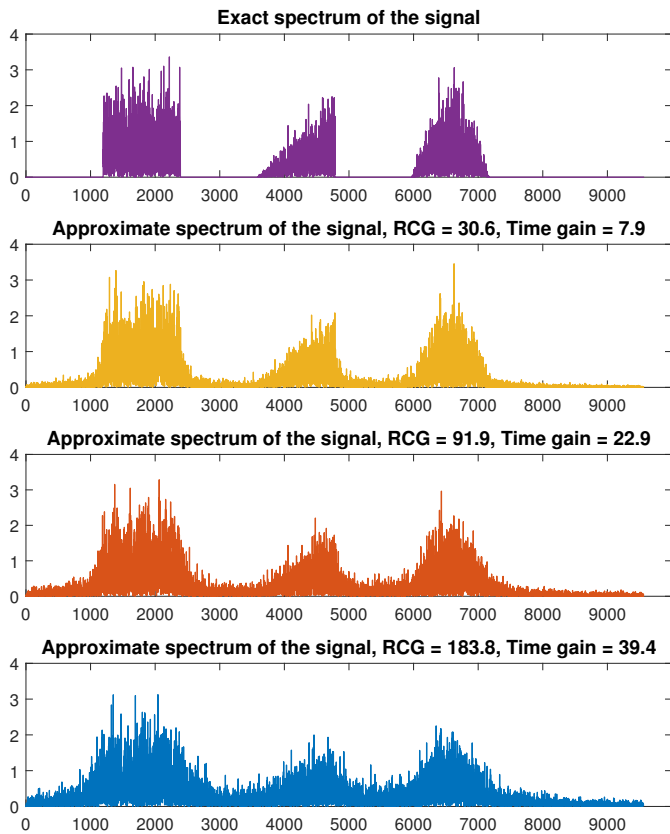 Exact spectrum of the signal
4
3
2
1
0
0 1000 2000 3000 4000 5000 6000 7000 8000 9000
Approximate spectrum of the signal, RCG = 30.6, Time gain = 7.9
4
3
2
1
0
0 1000 2000 3000 4000 5000 6000 7000 8000 9000
Approximate spectrum of the signal, RCG = 91.9, Time gain = 22.9
4
3
2
1
0
0 1000 2000 3000 4000 5000 6000 7000 8000 9000
Approximate spectrum of the signal, RCG = 183.8, Time gain = 39.4
4
3
2
1
0
0 1000 2000 3000 4000 5000 6000 7000 8000 9000